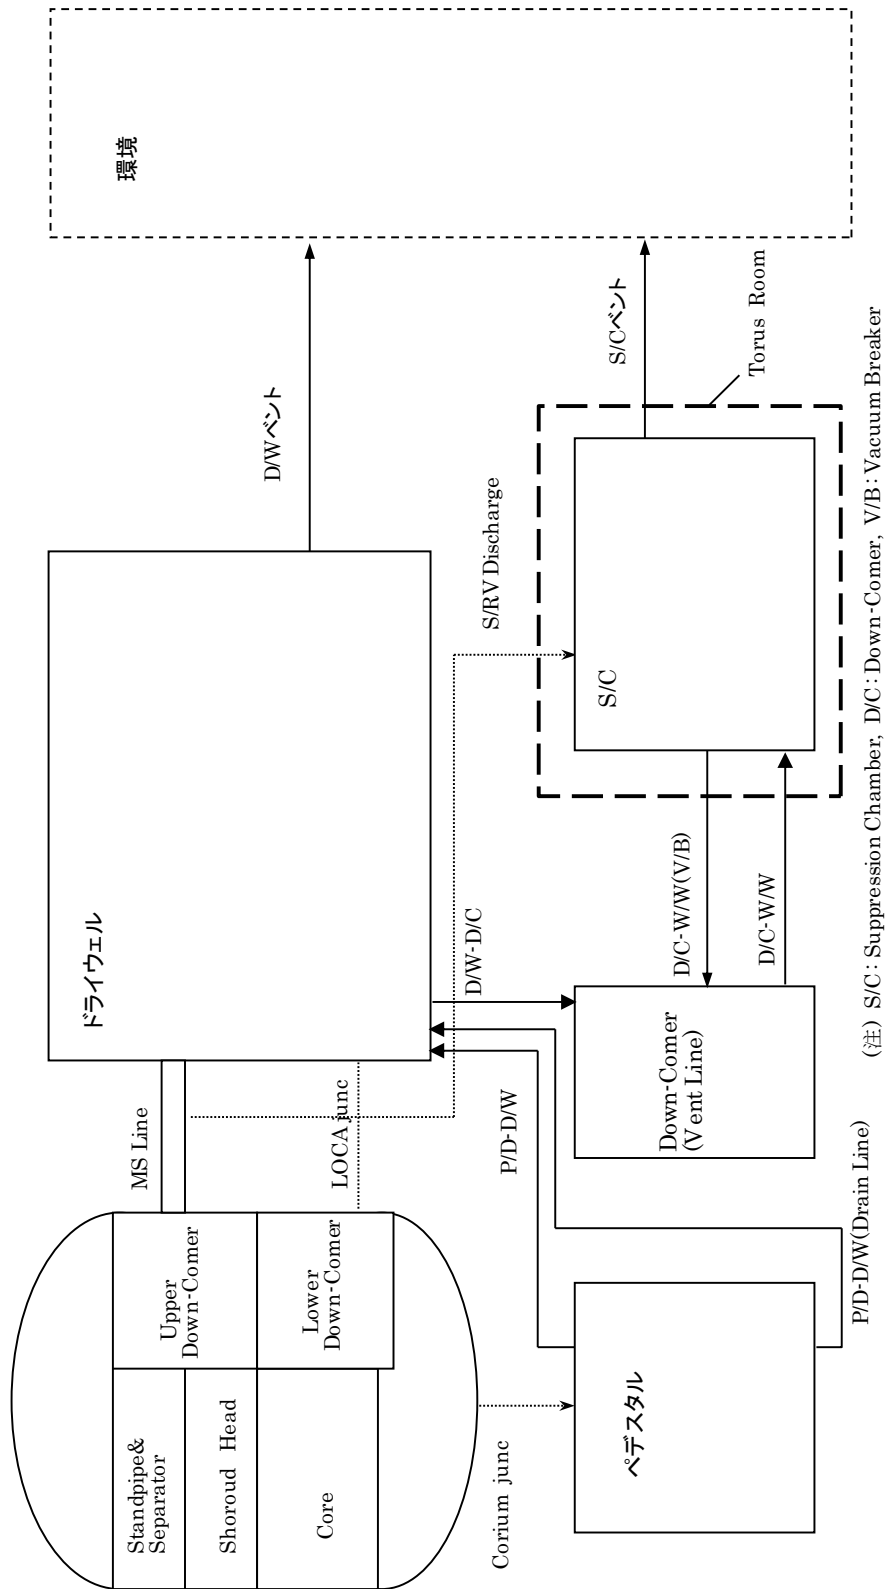 Standpipe&
Separator
Shoroud Head
Core
Upper
Down-Comer
Lower
Down-Comer
MS Line
LOCA junc
Corium junc
ペデスタル
P/D-D/W
P/D-D/W(Drain Line)
ドライウェル
D/W-D/C
Down-Comer
(Vent Line)
D/C-W/W(V/B)
D/C-W/W
S/C
S/RV Discharge
Torus Room
D/Wベント
S/Cベント
環境
(注) S/C: Suppression Chamber, D/C: Down-Comer, V/B: Vacuum Breaker